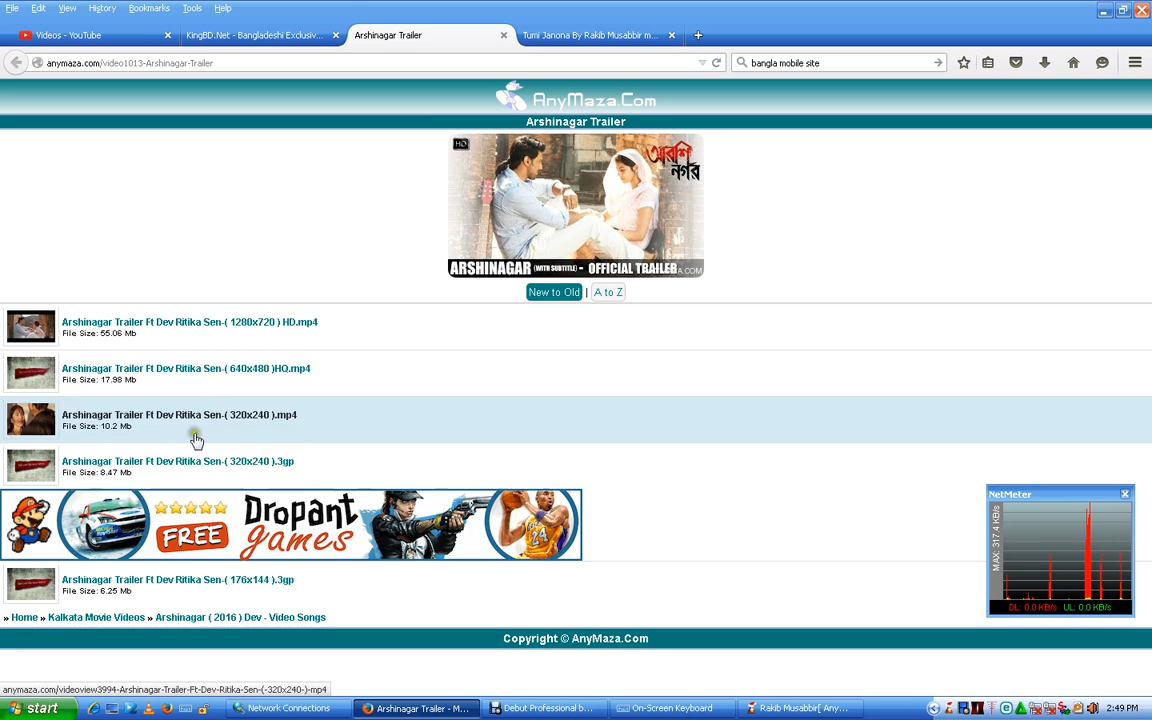 File Edit View History Bookmarks Tools Help
Videos - YouTube
KingBD.Net - Bangladeshi Exclusiv...
Arshinagar Trailer
Tumi Janona By Rakib Musabbir m...
anymaza.com/video1013-Arshinagar-Trailer
bangla mobile site
AnyMaza.Com
Arshinagar Trailer
HD
আরশি
নগর
ARSHINAGAR (WITH SUBTITLE) - OFFICIAL TRAILER
New to Old | A to Z
Arshinagar Trailer Ft Dev Ritika Sen-( 1280x720 ) HD.mp4
File Size: 55.06 Mb
Arshinagar Trailer Ft Dev Ritika Sen-( 640x480 )HQ.mp4
File Size: 17.98 Mb
Arshinagar Trailer Ft Dev Ritika Sen-( 320x240 ).mp4
File Size: 10.2 Mb
Arshinagar Trailer Ft Dev Ritika Sen-( 320x240 ).3gp
File Size: 8.47 Mb
FREE
Dropant
games
24
NetMeter
MAX: 317.4 KB/s
DL: 0.0 KB/s UL: 0.0 KB/s
Arshinagar Trailer Ft Dev Ritika Sen-( 176x144 ).3gp
File Size: 6.25 Mb
» Home » Kalkata Movie Videos » Arshinagar ( 2016 ) Dev - Video Songs
Copyright © AnyMaza.Com
anymaza.com/videoview3994-Arshinagar-Trailer-Ft-Dev-Ritika-Sen-(-320x240-)-mp4
start
Network Connections
Arshinagar Trailer - M...
Debut Professional b...
On-Screen Keyboard
Rakib Musabbir[ Any...
2:49 PM